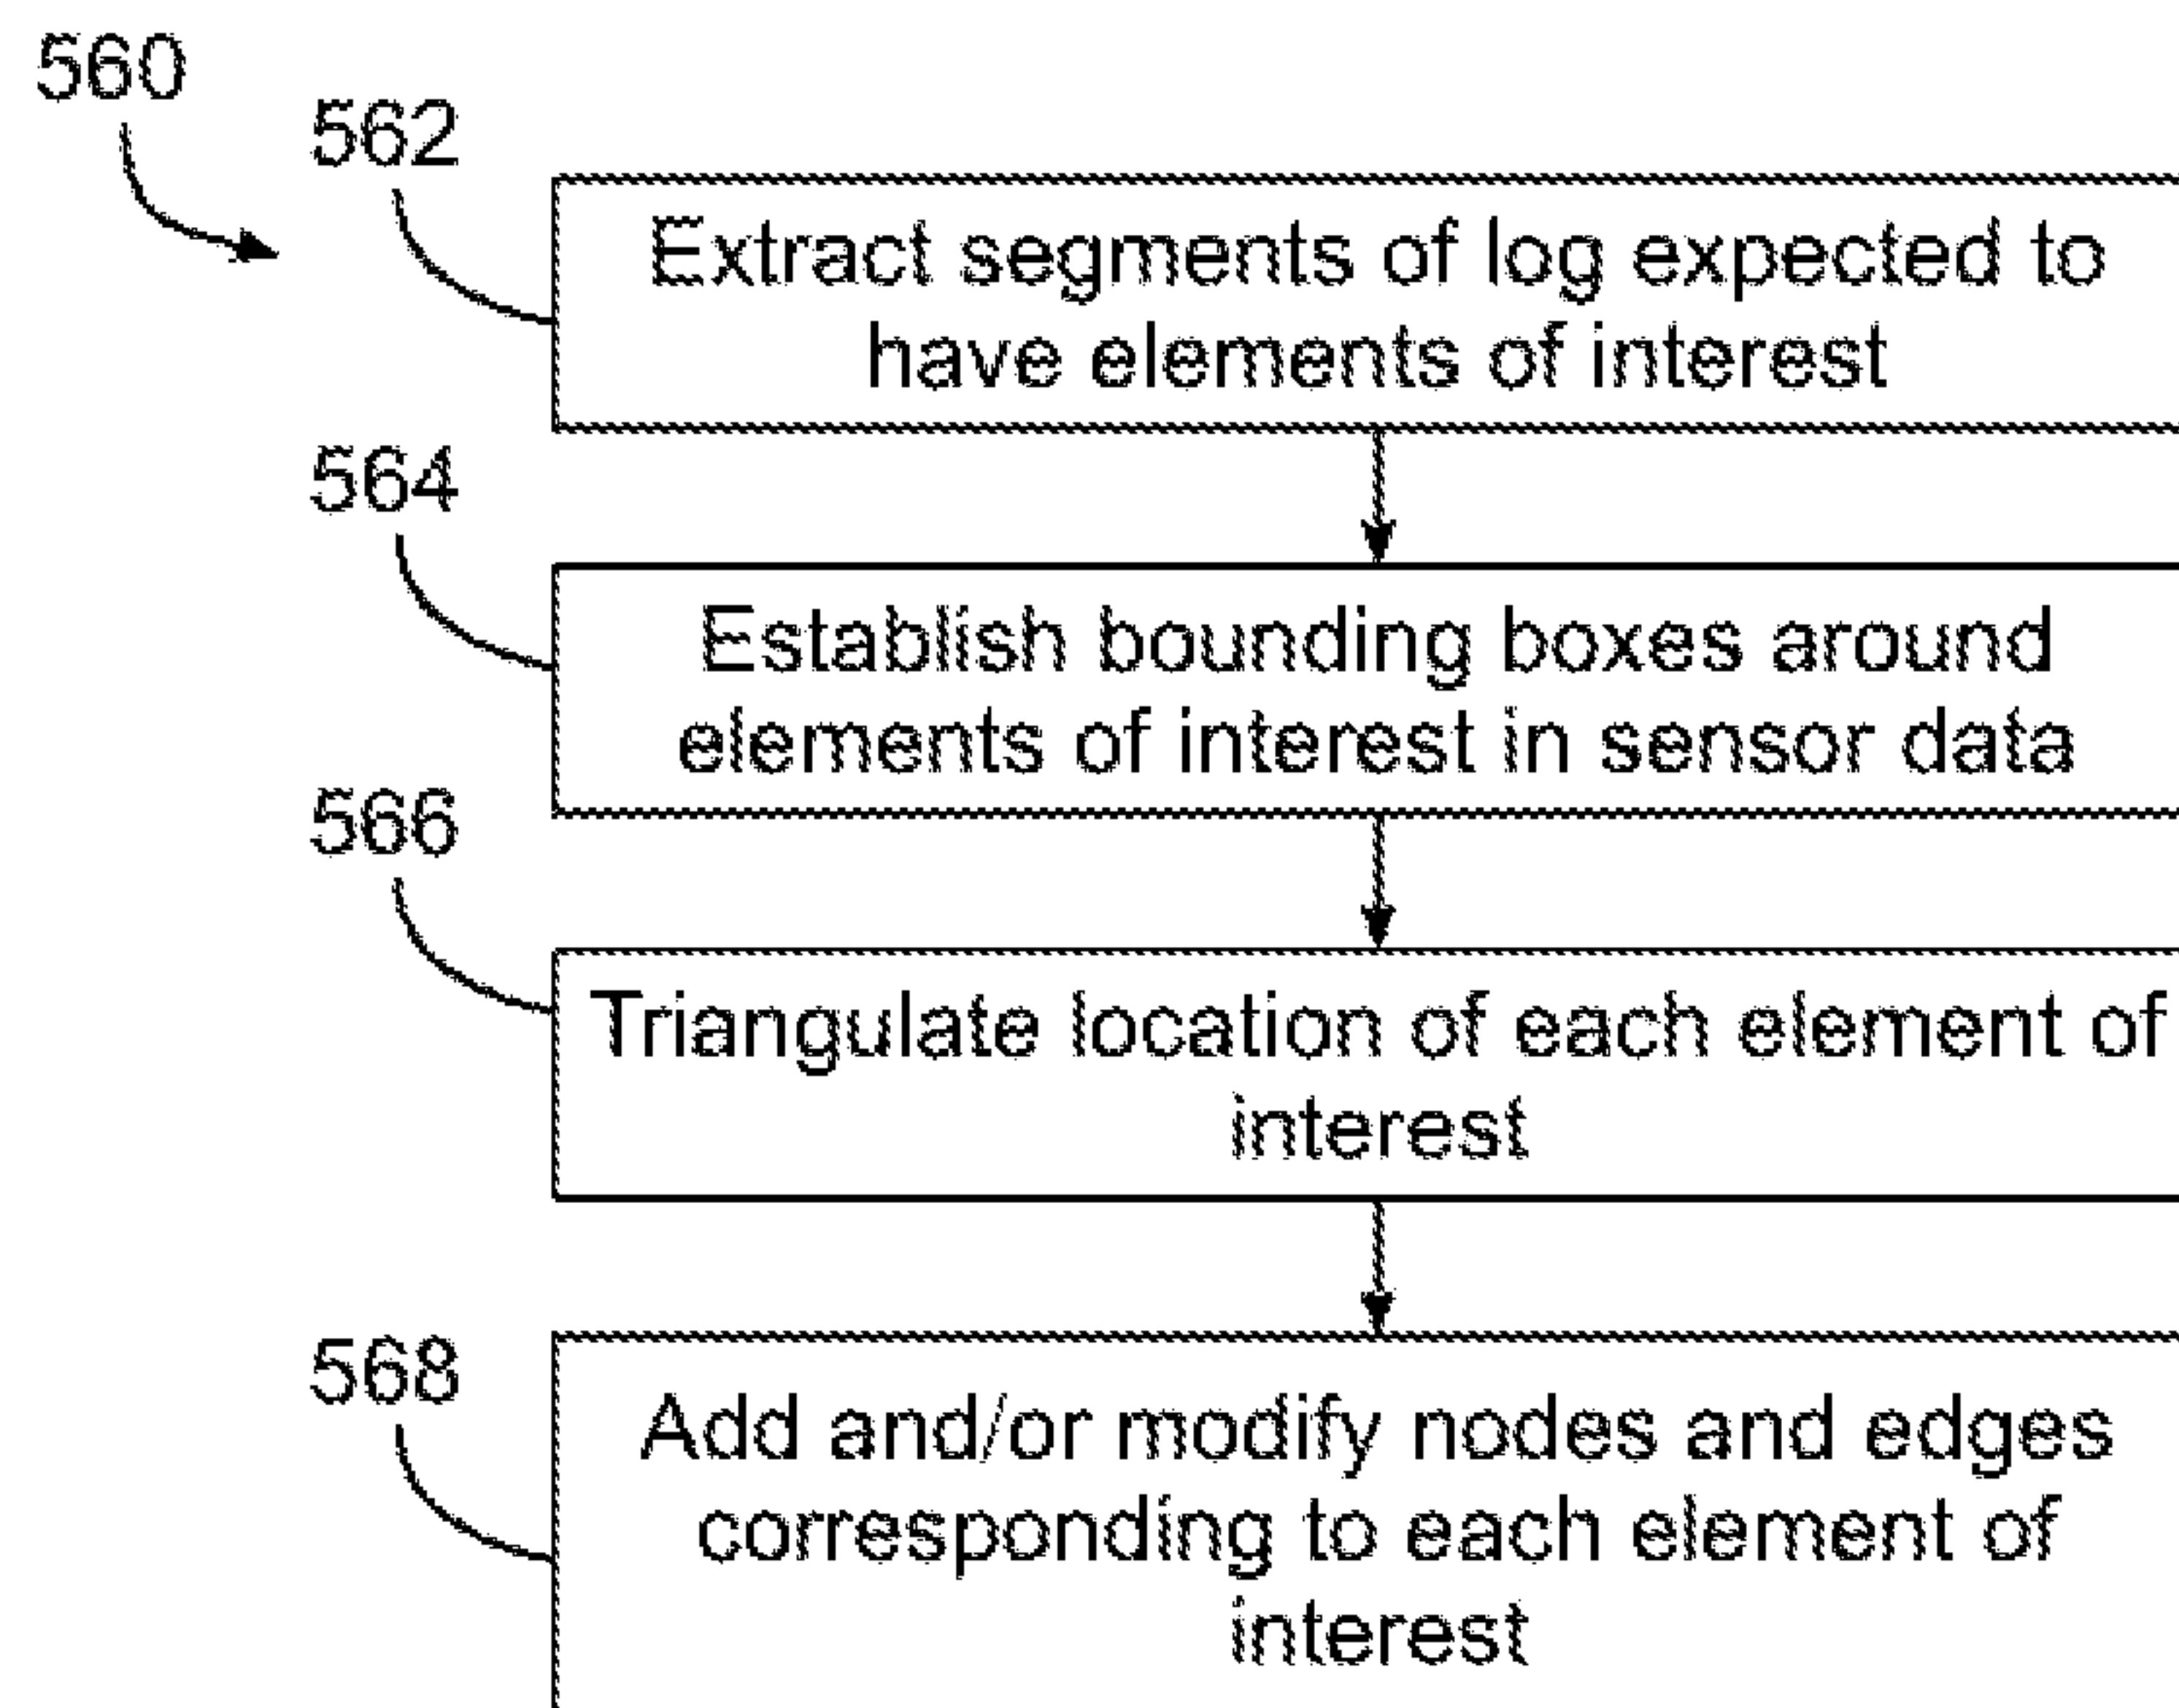 560
562
Extract segments of log expected to
have elements of interest
564
Establish bounding boxes around
elements of interest in sensor data
566
Triangulate location of each element of
interest
568
Add and/or modify nodes and edges
corresponding to each element of
interest